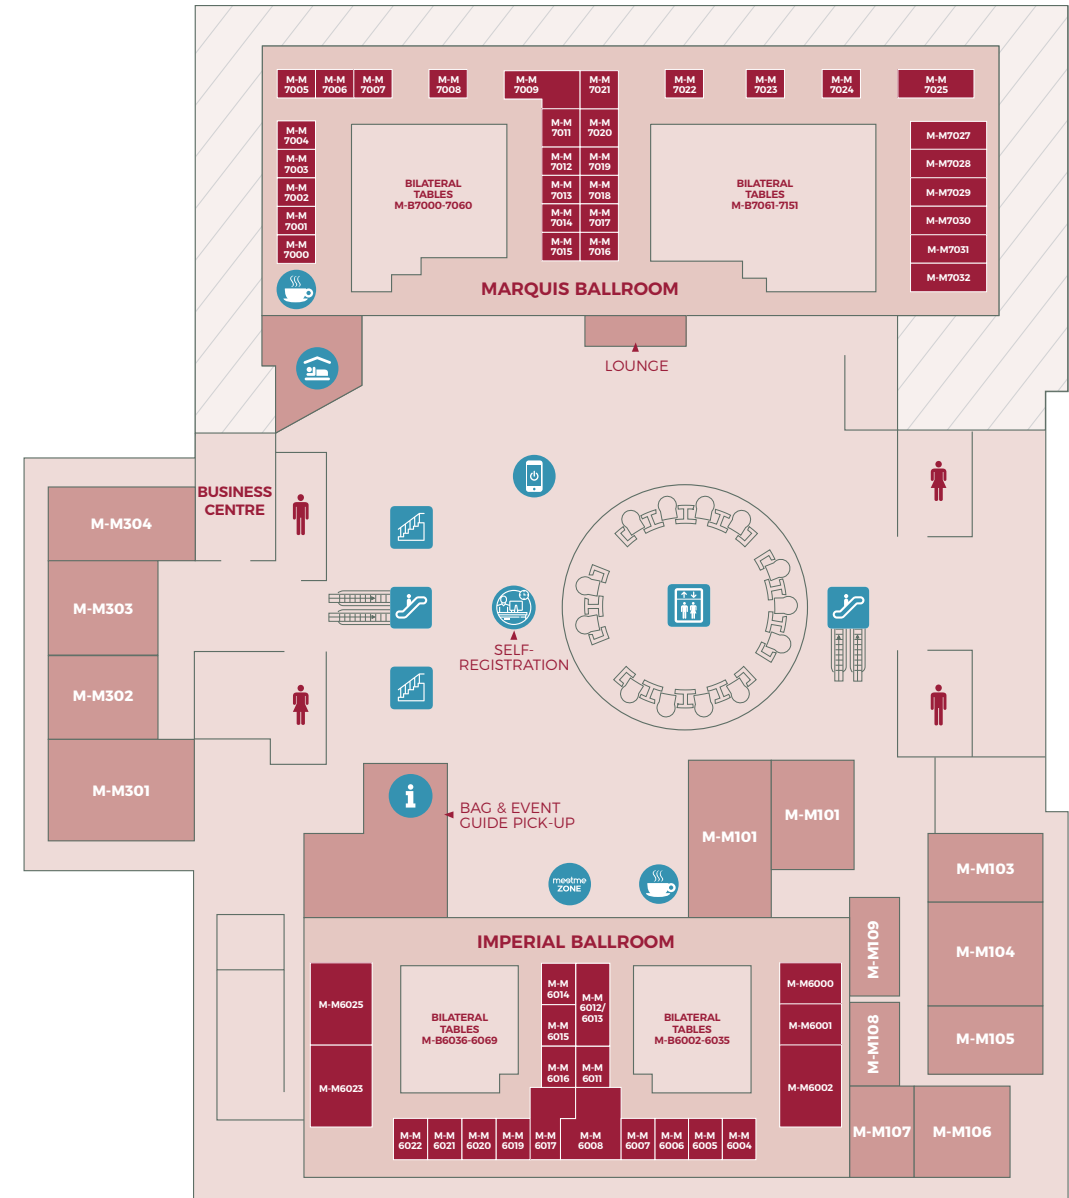 M-M
7005
M-M
7006
M-M
7007
M-M
7008
M-M
7009
M-M
7021
M-M
7022
M-M
7023
M-M
7024
M-M
7025
M-M
7004
M-M
7003
M-M
7002
M-M
7001
M-M
7000
BILATERAL
TABLES
M-B7000-7060
M-M
7011
M-M
7020
M-M
7012
M-M
7019
M-M
7013
M-M
7018
M-M
7014
M-M
7017
M-M
7015
M-M
7016
BILATERAL
TABLES
M-B7061-7151
M-M7027
M-M7028
M-M7029
M-M7030
M-M7031
M-M7032
MARQUIS BALLROOM
LOUNGE
BUSINESS
CENTRE
M-M304
M-M303
M-M302
M-M301
SELF-
REGISTRATION
BAG & EVENT
GUIDE PICK-UP
meetme
ZONE
M-M101
M-M101
M-M103
M-M104
M-M105
M-M109
M-M108
M-M107
M-M106
IMPERIAL BALLROOM
M-M6025
M-M6023
BILATERAL
TABLES
M-B6036-6069
M-M
6014
M-M
6012/
6013
M-M
6015
M-M
6016
M-M
6011
BILATERAL
TABLES
M-B6002-6035
M-M6000
M-M6001
M-M6002
M-M
6022
M-M
6021
M-M
6020
M-M
6019
M-M
6017
M-M
6008
M-M
6007
M-M
6006
M-M
6005
M-M
6004